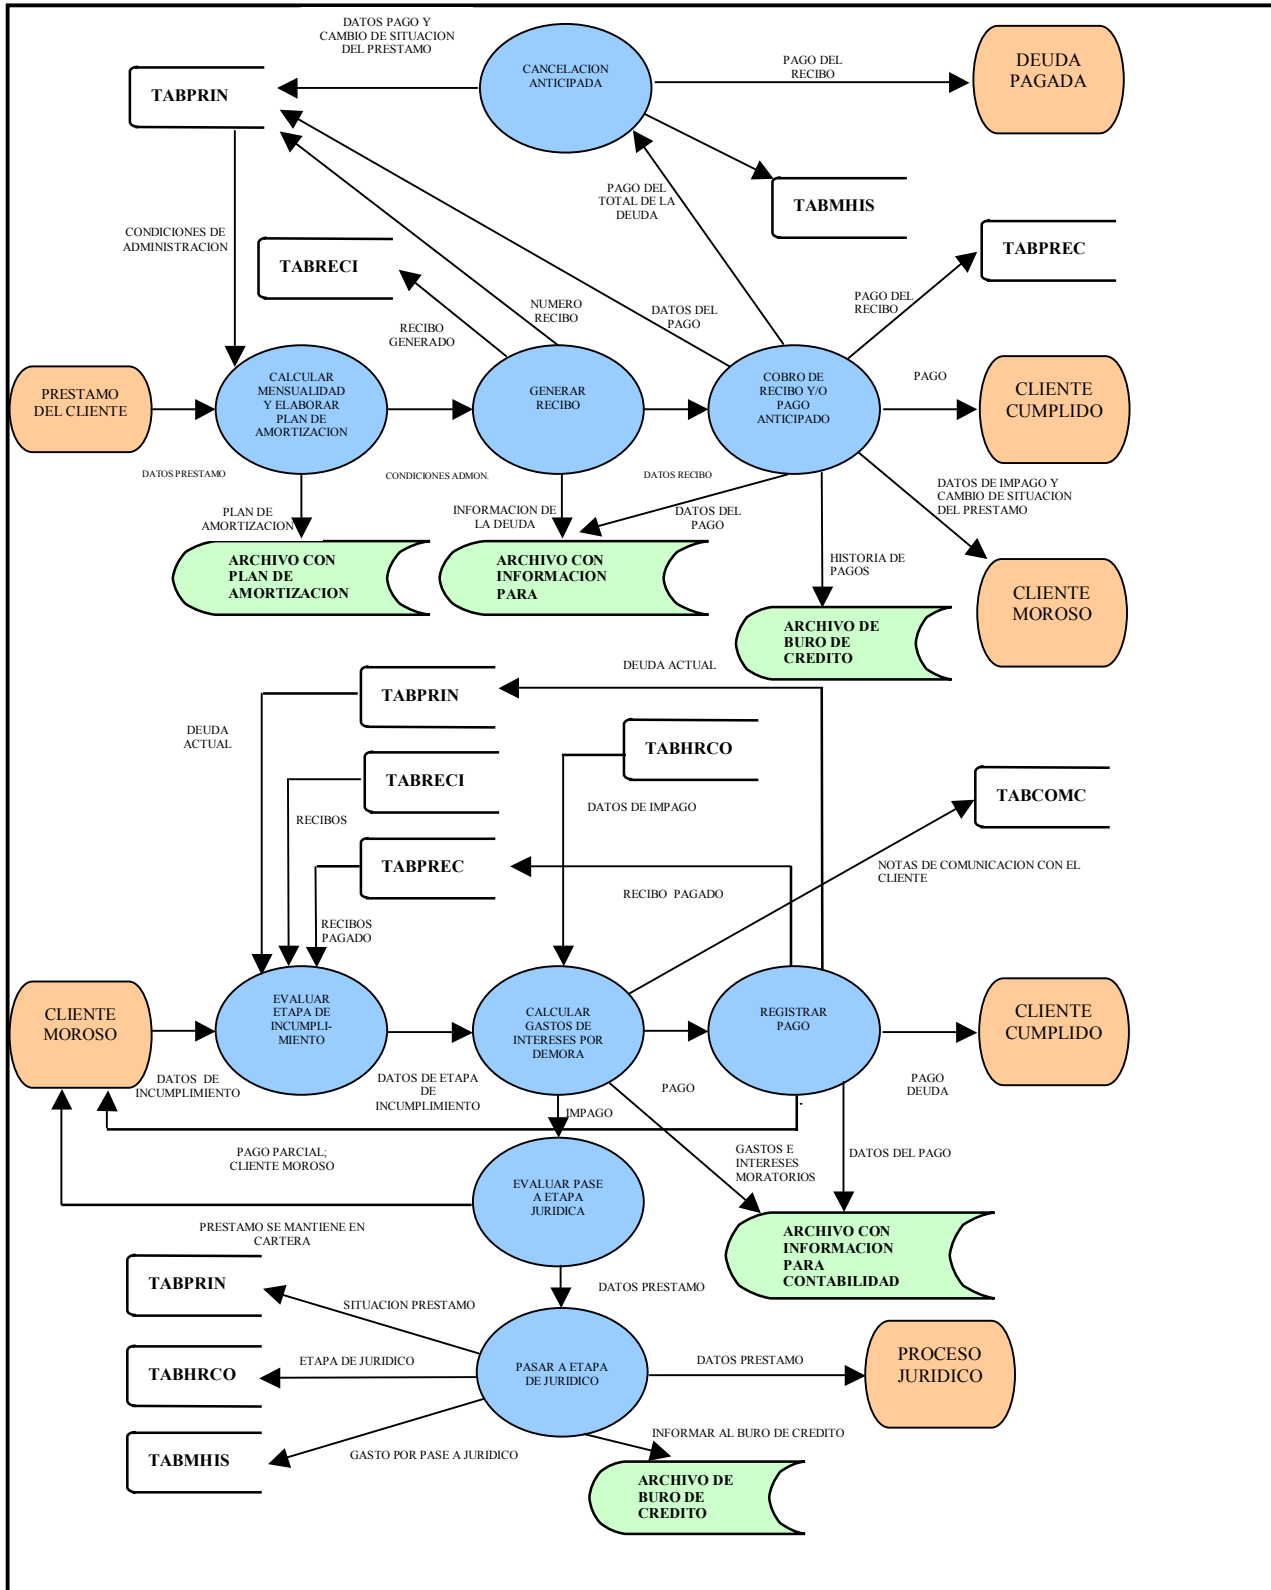 DATOS PAGO Y
CAMBIO DE SITUACION
DEL PRESTAMO
CANCELACION
ANTICIPADA
PAGO DEL
RECIBO
DEUDA
PAGADA
TABPRIN
PAGO DEL
TOTAL DE LA
DEUDA
TABMHIS
CONDICIONES DE
ADMINISTRACION
TABRECI
TABPREC
RECIBO
GENERADO
NUMERO
RECIBO
DATOS DEL
PAGO
PAGO DEL
RECIBO
PRESTAMO
DEL CLIENTE
CALCULAR
MENSUALIDAD
Y ELABORAR
PLAN DE
AMORTIZACION
GENERAR
RECIBO
COBRO DE
RECIBO Y/O
PAGO
ANTICIPADO
PAGO
CLIENTE
CUMPLIDO
DATOS PRESTAMO
CONDICIONES ADMON.
DATOS RECIBO
DATOS DE IMPAGO Y
CAMBIO DE SITUACION
DEL PRESTAMO
PLAN DE
AMORTIZACION
INFORMACION DE
LA DEUDA
DATOS DEL
PAGO
ARCHIVO CON
PLAN DE
AMORTIZACION
ARCHIVO CON
INFORMACION
PARA
HISTORIA DE
PAGOS
CLIENTE
MOROSO
ARCHIVO DE
BURO DE
CREDITO
TABPRIN
DEUDA ACTUAL
DEUDA
ACTUAL
TABHRCO
TABRECI
TABCOMC
RECIBOS
DATOS DE IMPAGO
TABPREC
RECIBO PAGADO
NOTAS DE COMUNICACION CON EL
CLIENTE
RECIBOS
PAGADO
CLIENTE
MOROSO
EVALUAR
ETAPA DE
INCUMPLI-
MIENTO
CALCULAR
GASTOS DE
INTERESES POR
DEMORA
REGISTRAR
PAGO
CLIENTE
CUMPLIDO
DATOS DE
INCUMPLIMIENTO
DATOS DE ETAPA
DE
INCUMPLIMIENTO
PAGO
PAGO
DEUDA
IMPAGO
PAGO PARCIAL;
CLIENTE MOROSO
GASTOS E
INTERESES
MORATORIOS
DATOS DEL PAGO
EVALUAR PASE
A ETAPA
JURIDICA
PRESTAMO SE MANTIENE EN
CARTERA
ARCHIVO CON
INFORMACION
PARA
CONTABILIDAD
TABPRIN
DATOS PRESTAMO
SITUACION PRESTAMO
TABHRCO
ETAPA DE JURIDICO
PASAR A ETAPA
DE JURIDICO
DATOS PRESTAMO
PROCESO
JURIDICO
TABMHIS
GASTO POR PASE A JURIDICO
INFORMAR AL BURO DE CREDITO
ARCHIVO DE
BURO DE
CREDITO